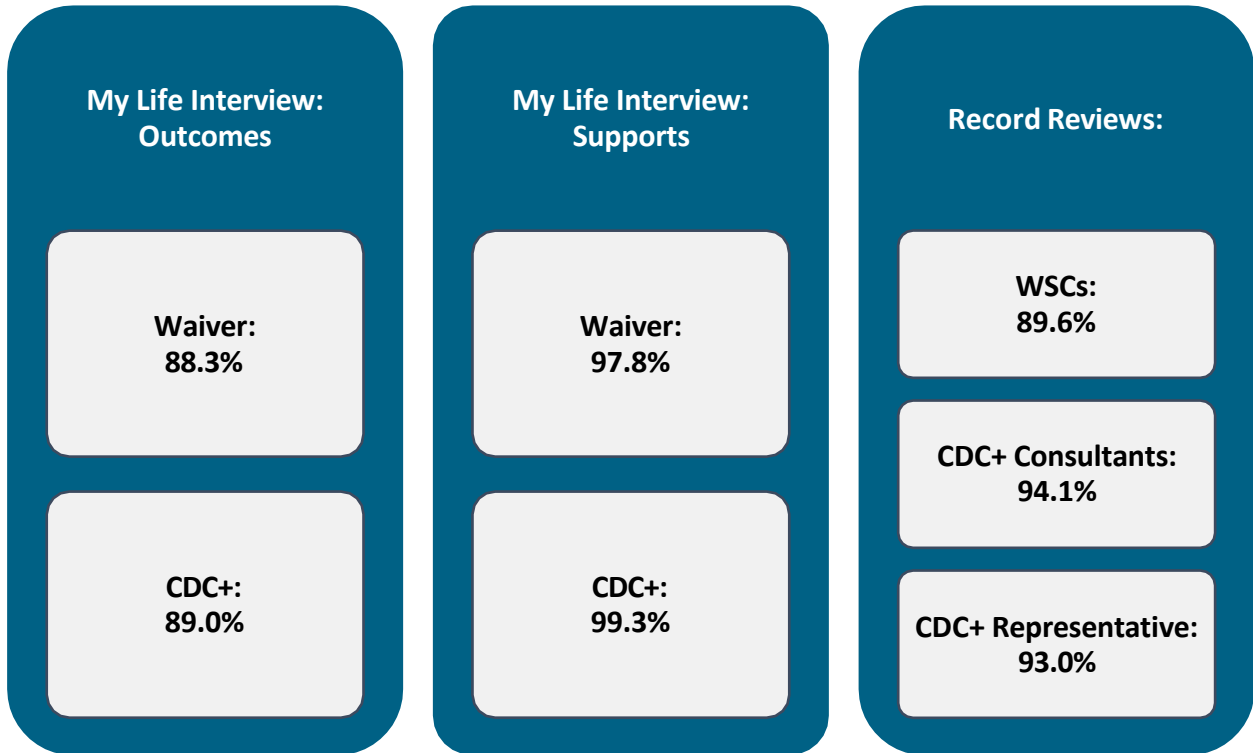 My Life Interview:
Outcomes
Waiver:
88.3%
CDC+:
89.0%
My Life Interview:
Supports
Waiver:
97.8%
CDC+:
99.3%
Record Reviews:
WSCs:
89.6%
CDC+ Consultants:
94.1%
CDC+ Representative:
93.0%